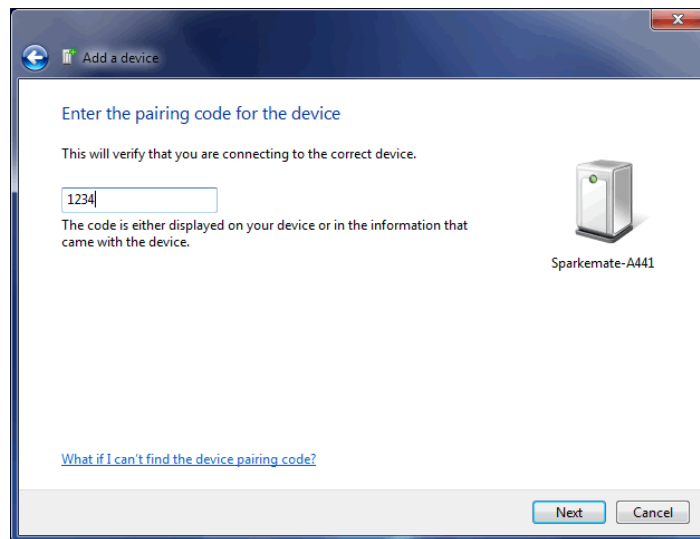 Add a device
Enter the pairing code for the device
This will verify that you are connecting to the correct device.
1234
The code is either displayed on your device or in the information that
came with the device.
Sparkemate-A441
What if I can't find the device pairing code?
Next
Cancel